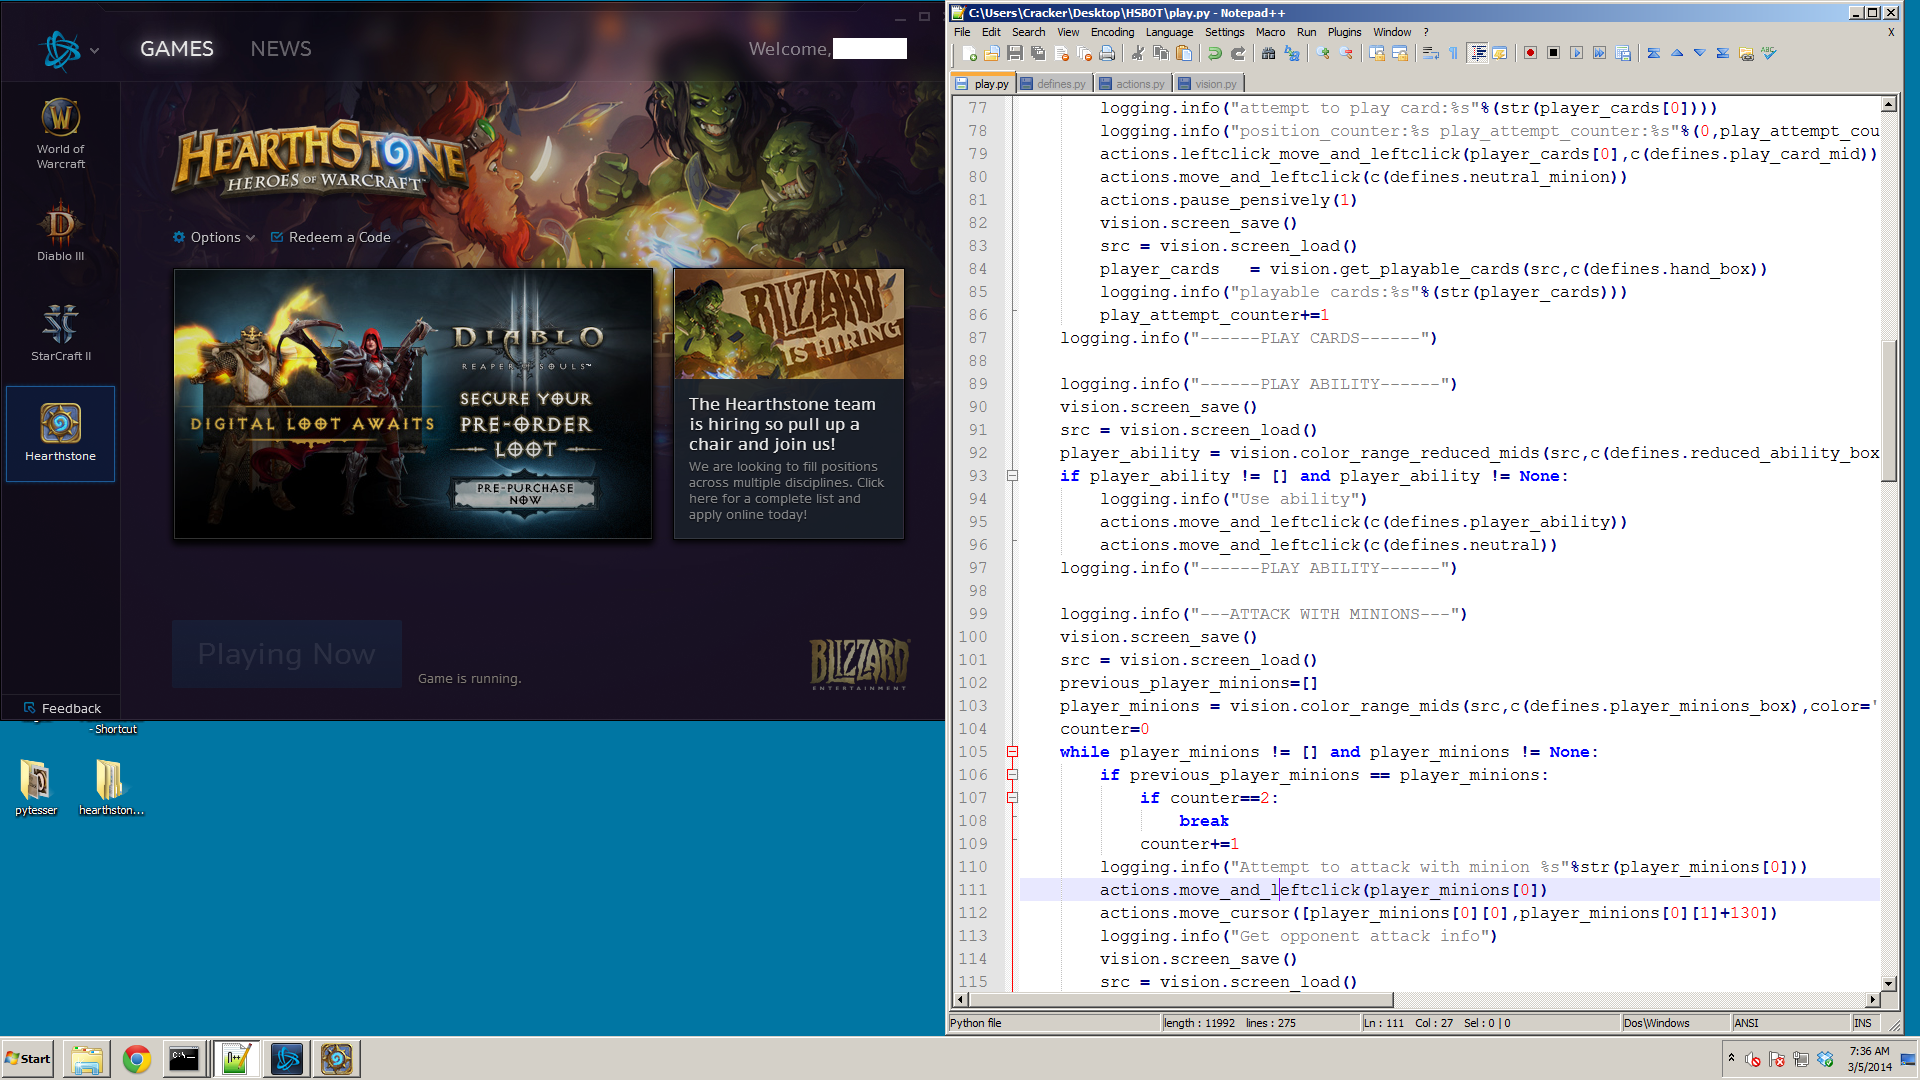 GAMES NEWS
Welcome,
World of
Warcraft
Diablo III
StarCraft II
Hearthstone
Feedback
HEARTHSTONE
HEROES OF WARCRAFT™
Options Redeem a Code
DIGITAL LOOT AWAITS
DIABLO
REAPER OF SOULS™
SECURE YOUR
PRE-ORDER
LOOT
PRE-PURCHASE
NOW
BLIZZARD
IS HIRING
The Hearthstone team
is hiring so pull up a
chair and join us!
We are looking to fill positions
across multiple disciplines. Click
here for a complete list and
apply online today!
Playing Now
Game is running.
BLIZZARD
ENTERTAINMENT
- Shortcut
pytesser
hearthston...
C:\Users\Cracker\Desktop\HSBOT\play.py - Notepad++
File Edit Search View Encoding Language Settings Macro Run Plugins Window ? X
play.py defines.py actions.py vision.py
77 logging.info("attempt to play card:%s"%(str(player_cards[0])))
78 logging.info("position_counter:%s play_attempt_counter:%s"%(0,play_attempt_cou
79 actions.leftclick_move_and_leftclick(player_cards[0],c(defines.play_card_mid))
80 actions.move_and_leftclick(c(defines.neutral_minion))
81 actions.pause_pensively(1)
82 vision.screen_save()
83 src = vision.screen_load()
84 player_cards   = vision.get_playable_cards(src,c(defines.hand_box))
85 logging.info("playable cards:%s"%(str(player_cards)))
86 play_attempt_counter+=1
87 logging.info("------PLAY CARDS------")
88
89 logging.info("------PLAY ABILITY------")
90 vision.screen_save()
91 src = vision.screen_load()
92 player_ability = vision.color_range_reduced_mids(src,c(defines.reduced_ability_box
93 if player_ability != [] and player_ability != None:
94 logging.info("Use ability")
95 actions.move_and_leftclick(c(defines.player_ability))
96 actions.move_and_leftclick(c(defines.neutral))
97 logging.info("------PLAY ABILITY------")
98
99 logging.info("---ATTACK WITH MINIONS---")
100 vision.screen_save()
101 src = vision.screen_load()
102 previous_player_minions=[]
103 player_minions = vision.color_range_mids(src,c(defines.player_minions_box),color='
104 counter=0
105 while player_minions != [] and player_minions != None:
106 if previous_player_minions == player_minions:
107 if counter==2:
108 break
109 counter+=1
110 logging.info("Attempt to attack with minion %s"%str(player_minions[0]))
111 actions.move_and_leftclick(player_minions[0])
112 actions.move_cursor([player_minions[0][0],player_minions[0][1]+130])
113 logging.info("Get opponent attack info")
114 vision.screen_save()
115 src = vision.screen_load()
Python file length : 11992 lines : 275 Ln : 111 Col : 27 Sel : 0 | 0 Dos\Windows ANSI INS
Start
C:\
7:36 AM
3/5/2014